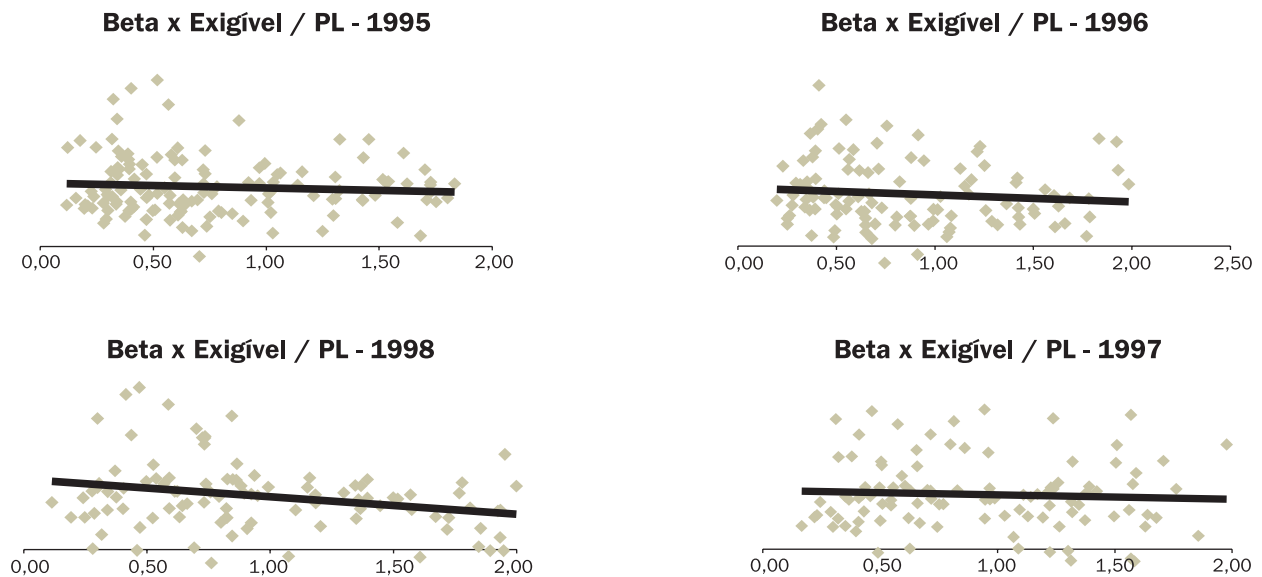 Beta x Exigível / PL - 1995
0,00 0,50 1,00 1,50 2,00
Beta x Exigível / PL - 1996
0,00 0,50 1,00 1,50 2,00 2,50
Beta x Exigível / PL - 1998
0,00 0,50 1,00 1,50 2,00
Beta x Exigível / PL - 1997
0,00 0,50 1,00 1,50 2,00